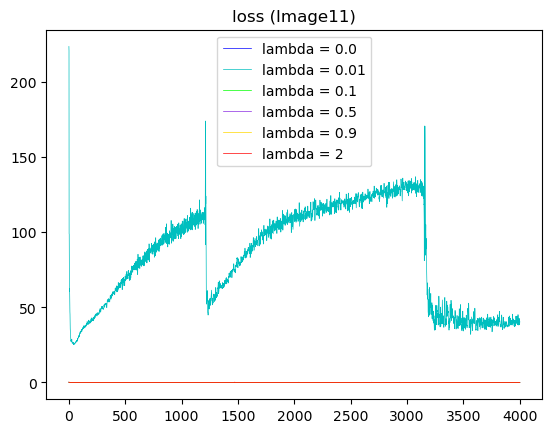 loss (Image11)
lambda = 0.0
lambda = 0.01
lambda = 0.1
lambda = 0.5
lambda = 0.9
lambda = 2
200
150
100
50
0
0 500 1000 1500 2000 2500 3000 3500 4000